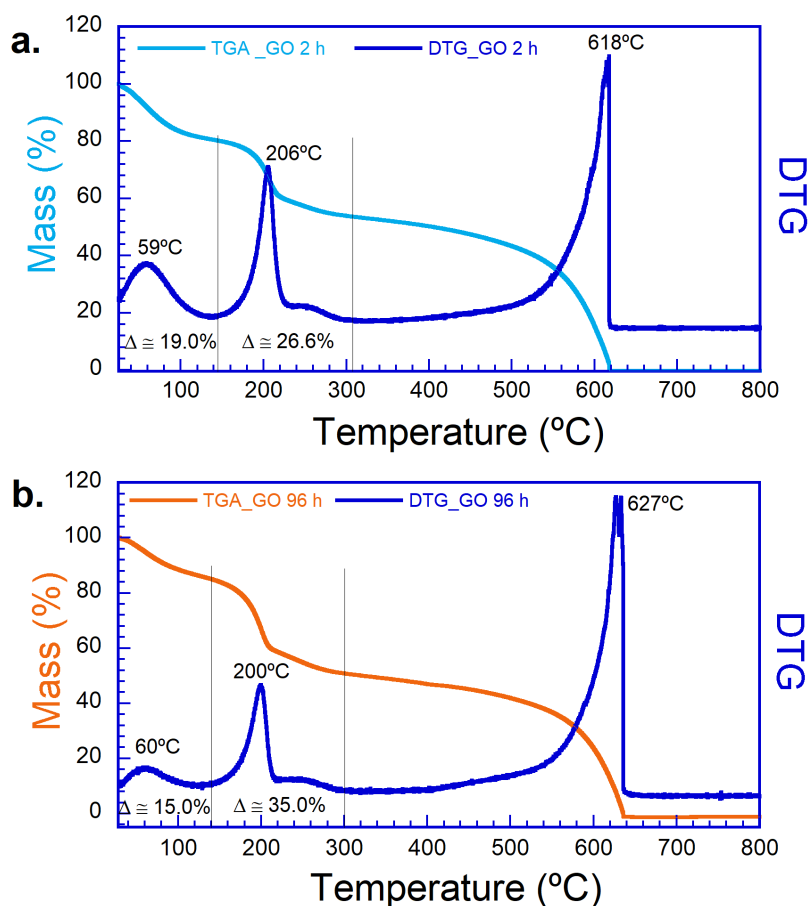 a.
TGA _GO 2 h
DTG_GO 2 h
618ºC
206ºC
59ºC
Δ ≅ 19.0%
Δ ≅ 26.6%
120
100
80
60
40
20
0
Mass (%)
DTG
100 200 300 400 500 600 700 800
Temperature (ºC)
b.
TGA_GO 96 h
DTG_GO 96 h
627ºC
200ºC
60ºC
Δ ≅ 15.0%
Δ ≅ 35.0%
120
100
80
60
40
20
0
Mass (%)
DTG
100 200 300 400 500 600 700 800
Temperature (ºC)